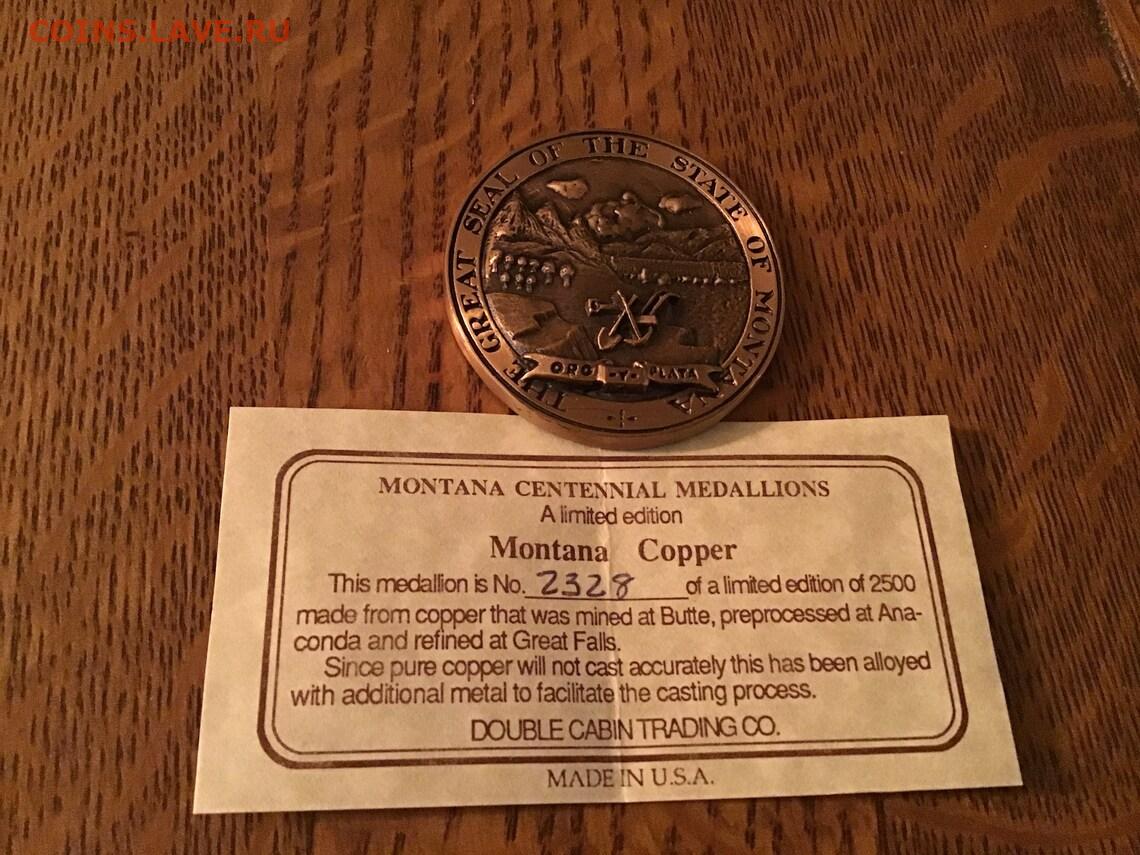 COINS.LAVE.RU
THE GREAT SEAL OF THE STATE OF MONTANA
ORO -Y- PLATA
MONTANA CENTENNIAL MEDALLIONS
A limited edition
Montana Copper
This medallion is No. 2328 of a limited edition of 2500
made from copper that was mined at Butte, preprocessed at Ana-
conda and refined at Great Falls.
Since pure copper will not cast accurately this has been alloyed
with additional metal to facilitate the casting process.
DOUBLE CABIN TRADING CO.
MADE IN U.S.A.